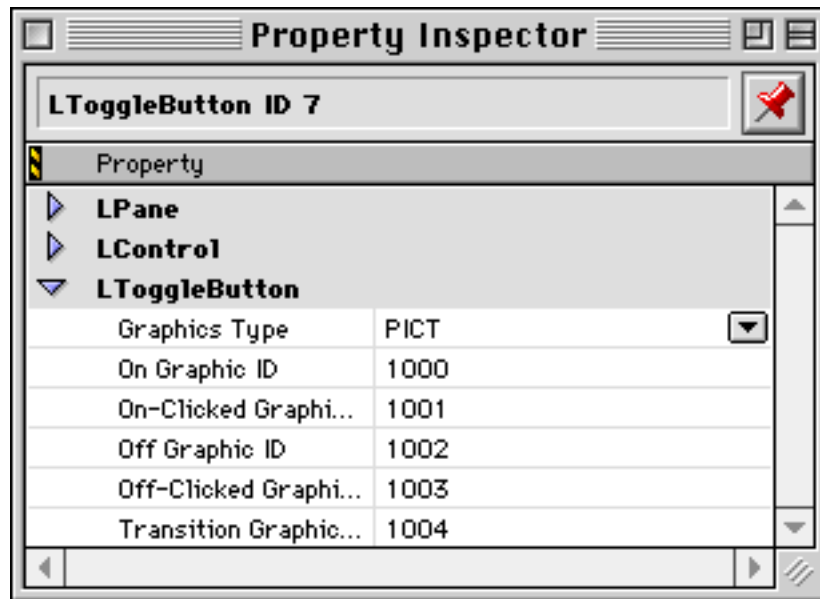 Property Inspector
LToggleButton ID 7
Property
LPane
LControl
LToggleButton
Graphics Type PICT
On Graphic ID 1000
On-Clicked Graphi... 1001
Off Graphic ID 1002
Off-Clicked Graphi... 1003
Transition Graphic... 1004